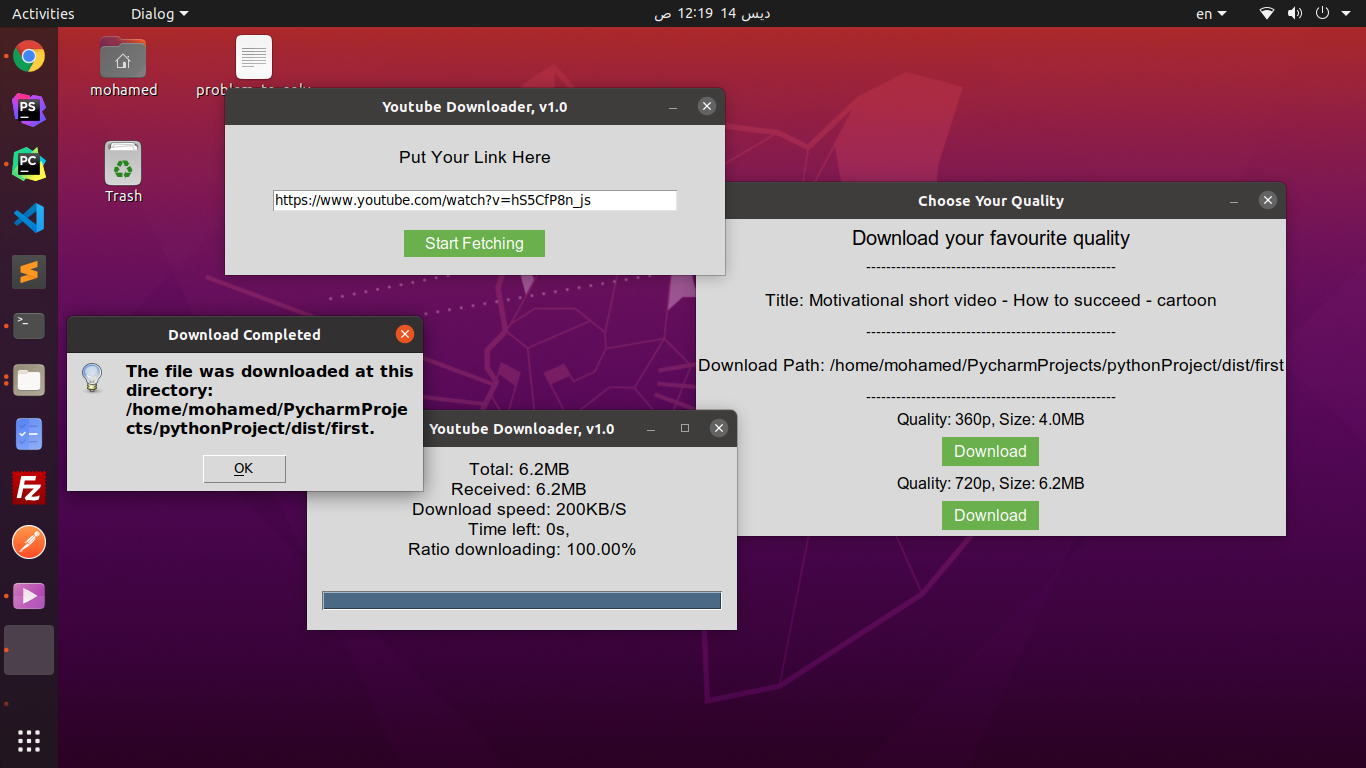 Activities
Dialog
ديس 14 12:19 ص
en
mohamed
Trash
PS
PC
>_
Fz
Youtube Downloader, v1.0
Put Your Link Here
https://www.youtube.com/watch?v=hS5CfP8n_js
Start Fetching
Choose Your Quality
Download your favourite quality
--------------------------------------------------
Title: Motivational short video - How to succeed - cartoon
--------------------------------------------------
Download Path: /home/mohamed/PycharmProjects/pythonProject/dist/first
--------------------------------------------------
Quality: 360p, Size: 4.0MB
Download
Quality: 720p, Size: 6.2MB
Download
Download Completed
The file was downloaded at this
directory:
/home/mohamed/PycharmProje
cts/pythonProject/dist/first.
OK
Youtube Downloader, v1.0
Total: 6.2MB
Received: 6.2MB
Download speed: 200KB/S
Time left: 0s,
Ratio downloading: 100.00%